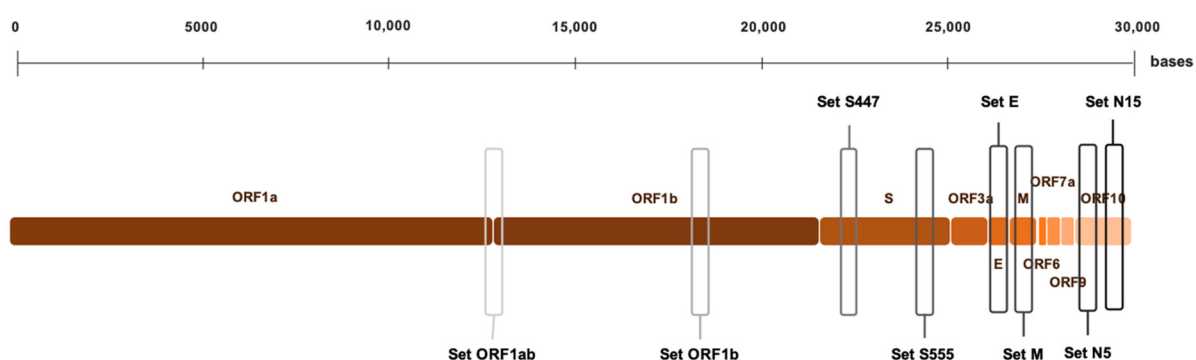 0 5000 10,000 15,000 20,000 25,000 30,000
bases
Set S447 Set E Set N15
ORF7a
ORF1a ORF1b S ORF3a M ORF10
E ORF6
ORF9
Set ORF1ab Set ORF1b Set S555 Set M Set N5